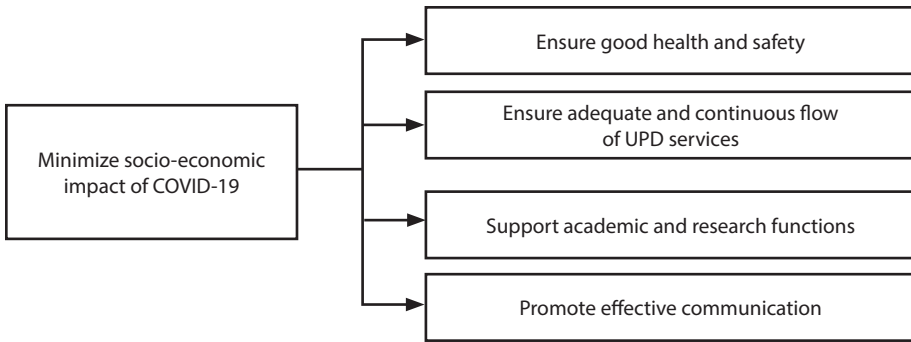 Ensure good health and safety
Ensure adequate and continuous flow
of UPD services
Minimize socio-economic
impact of COVID-19
Support academic and research functions
Promote effective communication